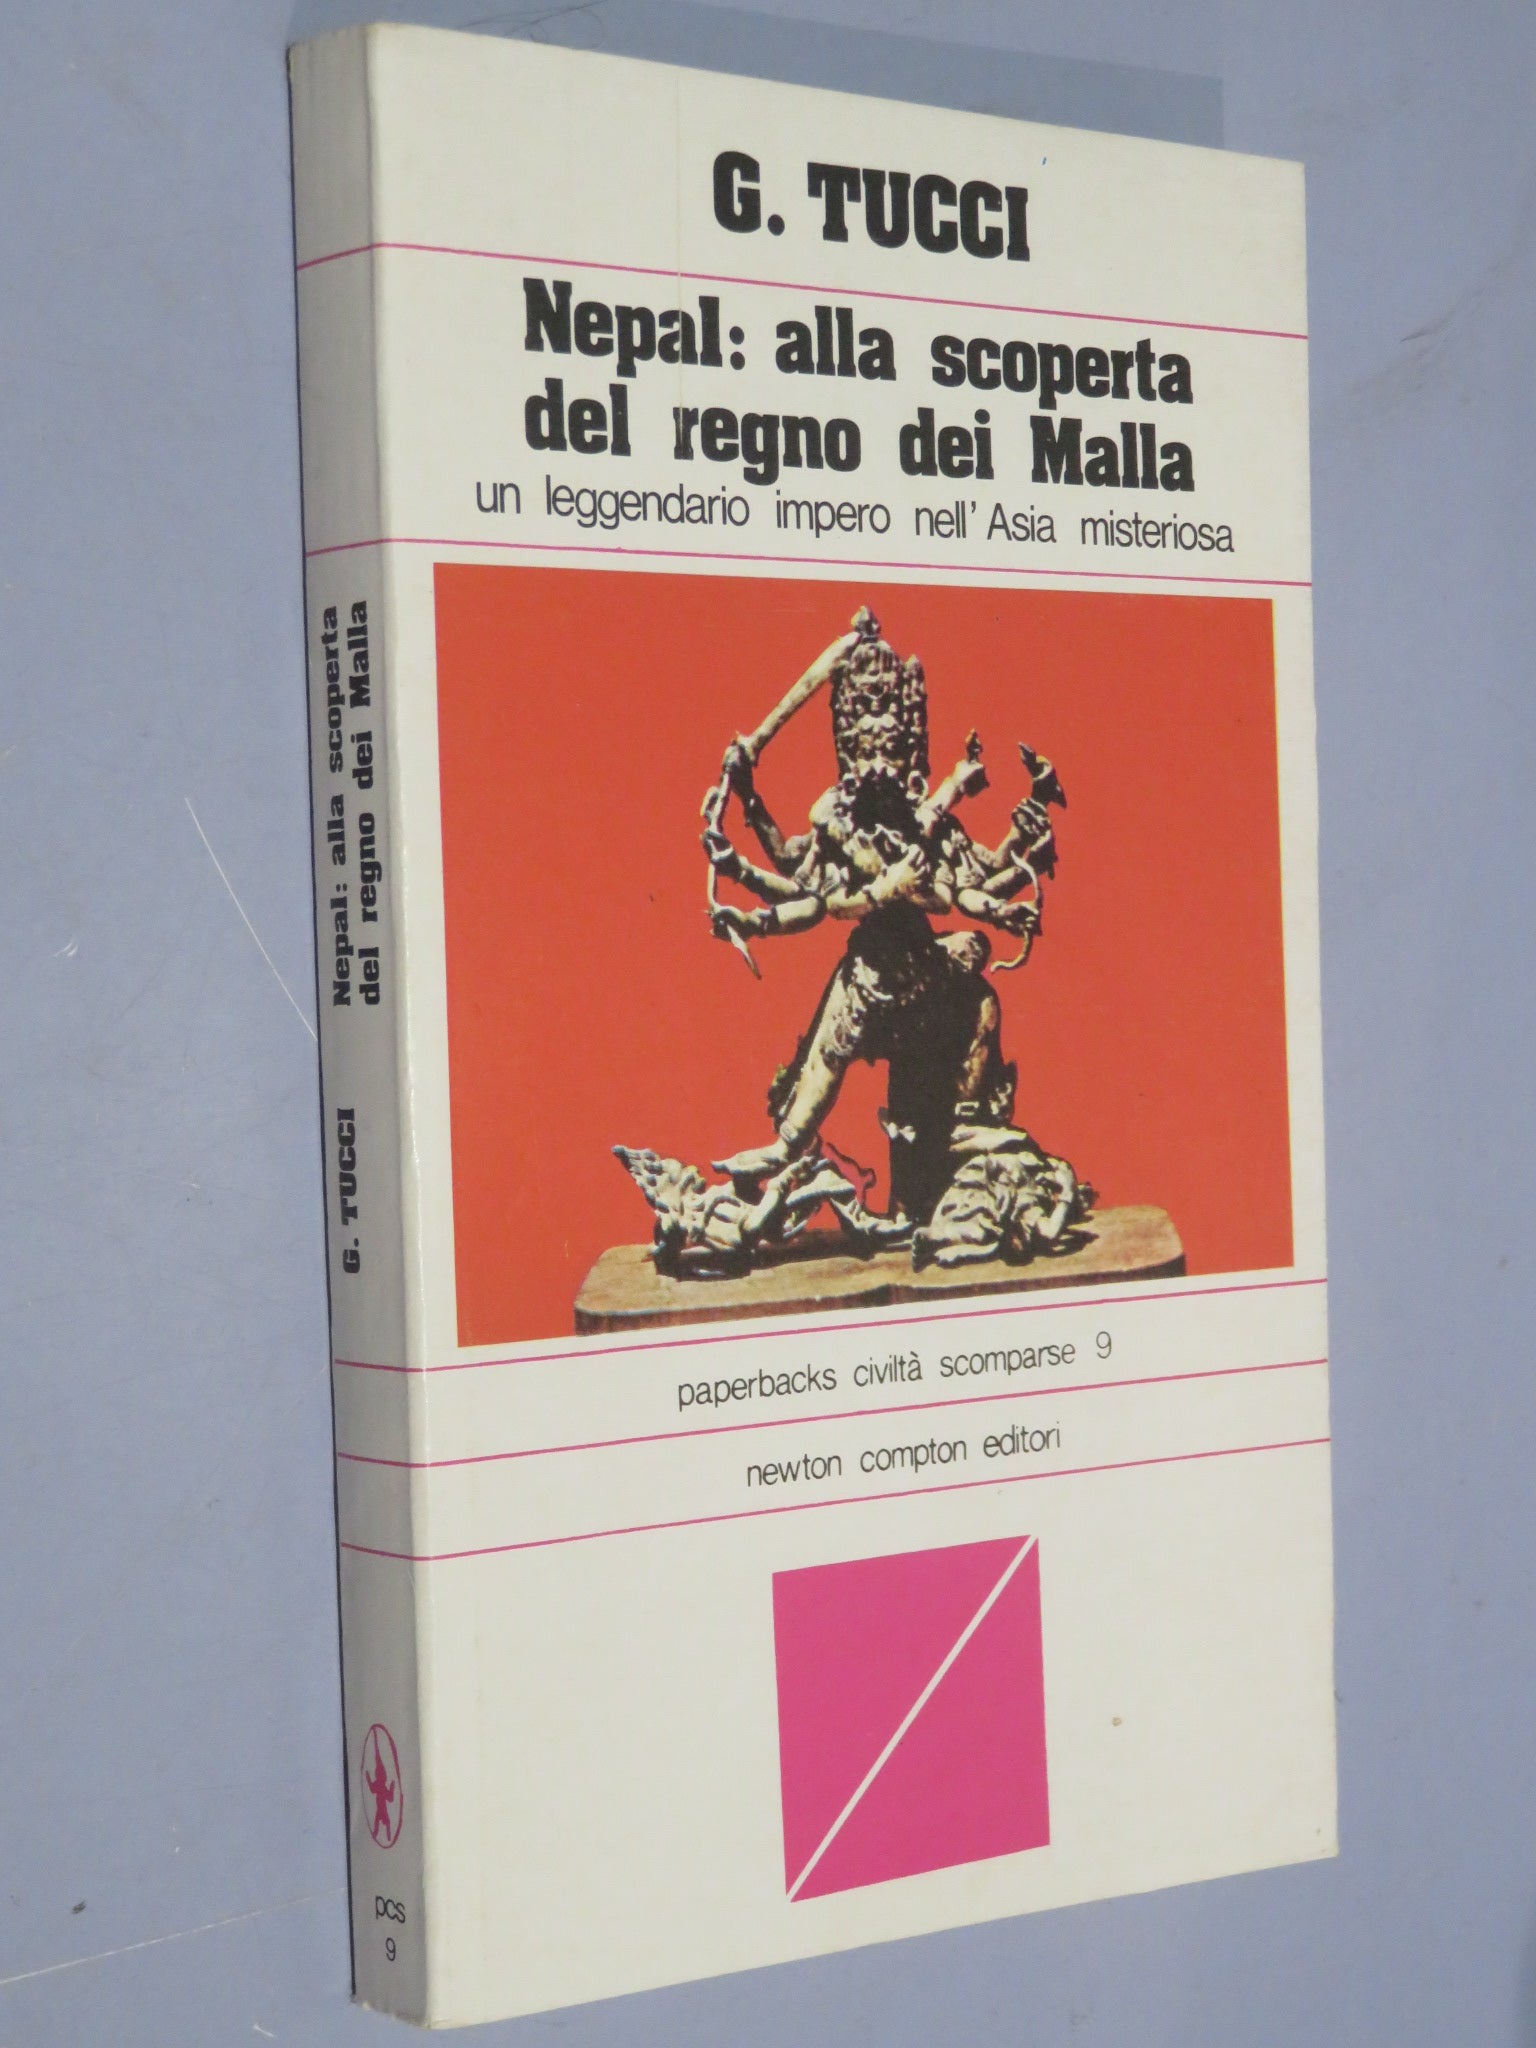 G. TUCCI
Nepal: alla scoperta
del regno dei Malla
un leggendario impero nell'Asia misteriosa
paperbacks civiltà scomparse 9
newton compton editori
G. TUCCI
Nepal: alla scoperta
del regno dei Malla
pcs
9